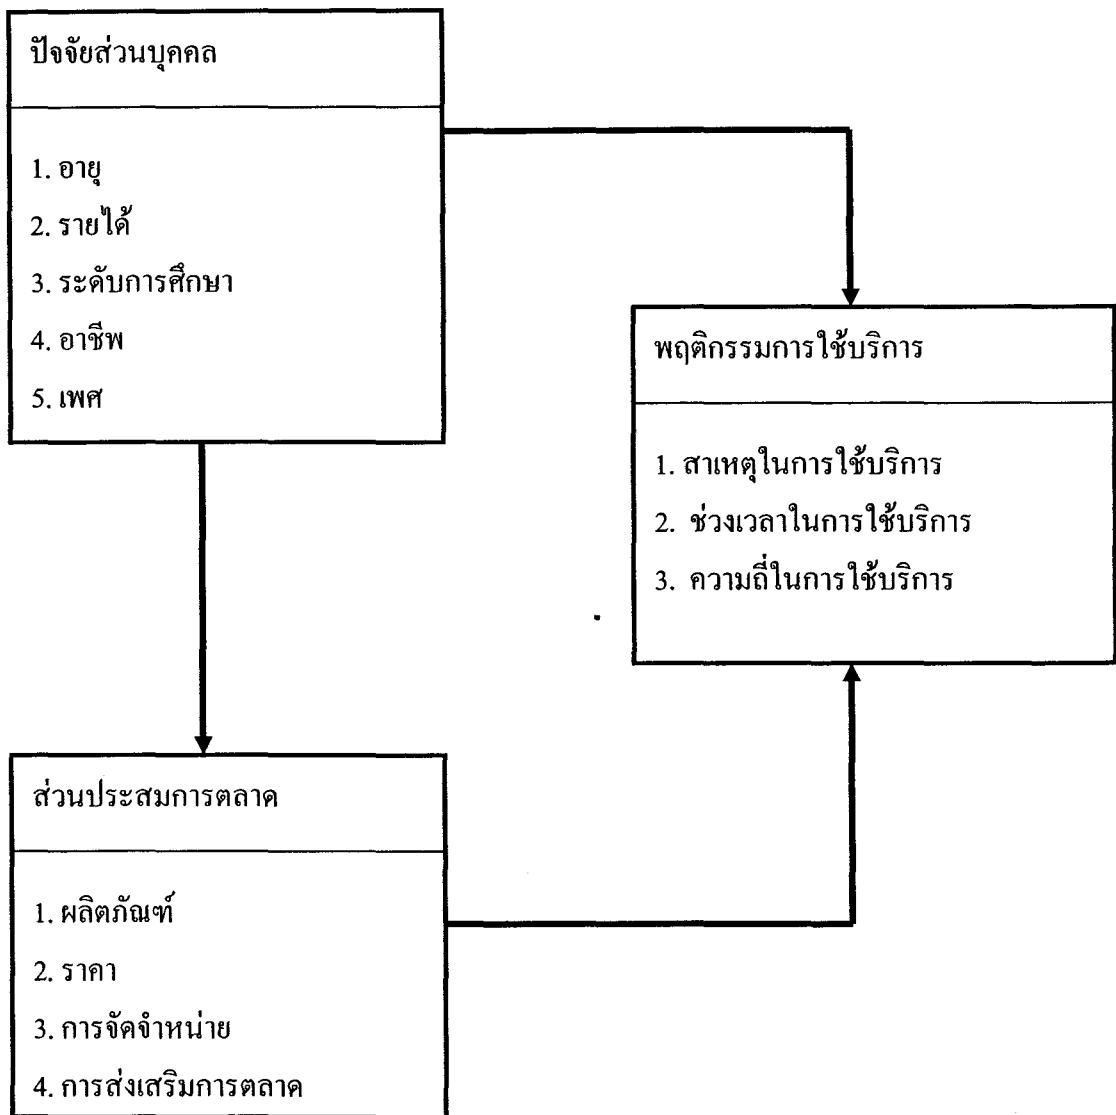 ปัจจัยส่วนบุคคล
1. อายุ
2. รายได้
3. ระดับการศึกษา
4. อาชีพ
5. เพศ
พฤติกรรมการใช้บริการ
1. สาเหตุในการใช้บริการ
2. ช่วงเวลาในการใช้บริการ
3. ความถี่ในการใช้บริการ
ส่วนประสมการตลาด
1. ผลิตภัณฑ์
2. ราคา
3. การจัดจำหน่าย
4. การส่งเสริมการตลาด